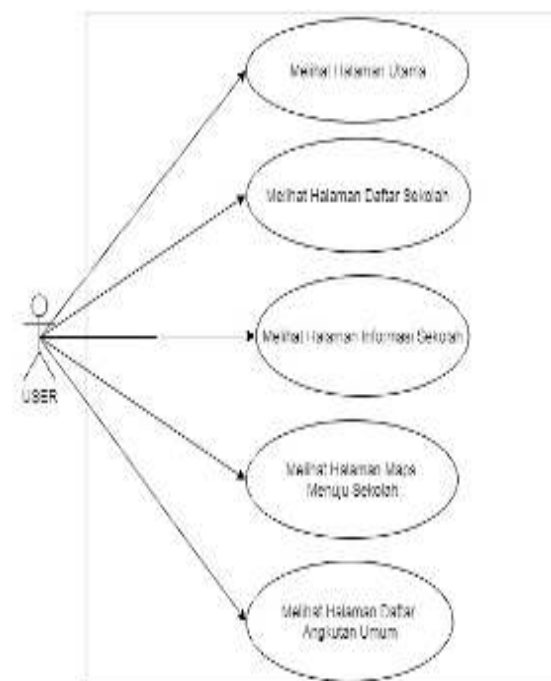 Melihat Halaman Utama
Melihat Halaman Daftar Sekolah
Melihat Halaman Informasi Sekolah
USER
Melihat Halaman Maps
Menuju Sekolah
Melihat Halaman Daftar
Angkutan Umum